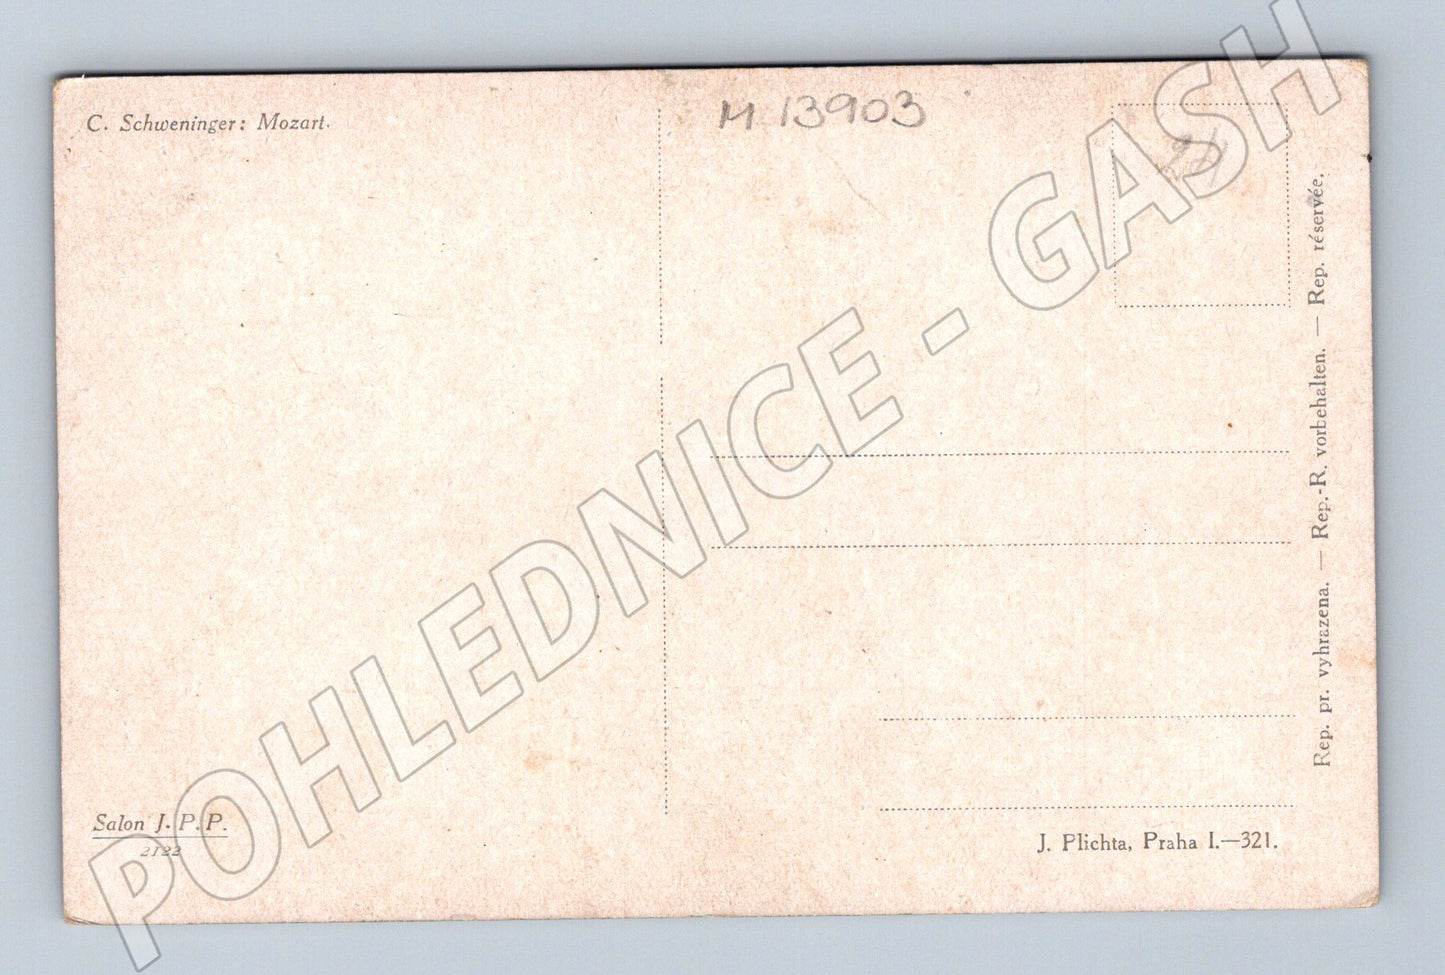 C. Schweninger: Mozart.
M 13903
Rep. pr. vyhrazena. — Rep.-R. vorbehalten. — Rep. réservée.
POHLEDNICE - GASH
Salon J. P. P.
2122
J. Plichta, Praha I.—321.